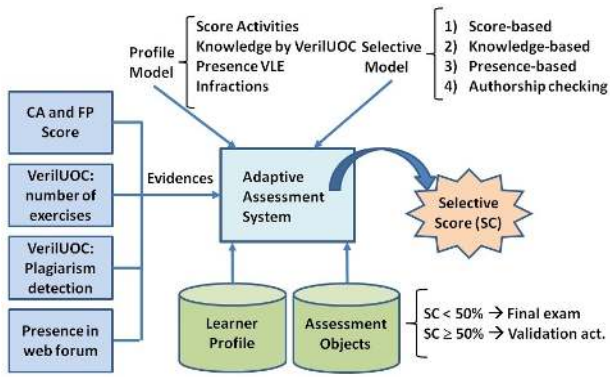 Profile
Model
Score Activities
Knowledge by VerilUOC
Presence VLE
Infractions
Selective
Model
1) Score-based
2) Knowledge-based
3) Presence-based
4) Authorship checking
CA and FP
Score
VerilUOC:
number of
exercises
VerilUOC:
Plagiarism
detection
Presence in
web forum
Evidences
Adaptive
Assessment
System
Selective
Score (SC)
Learner
Profile
Assessment
Objects
SC < 50% → Final exam
SC ≥ 50% → Validation act.